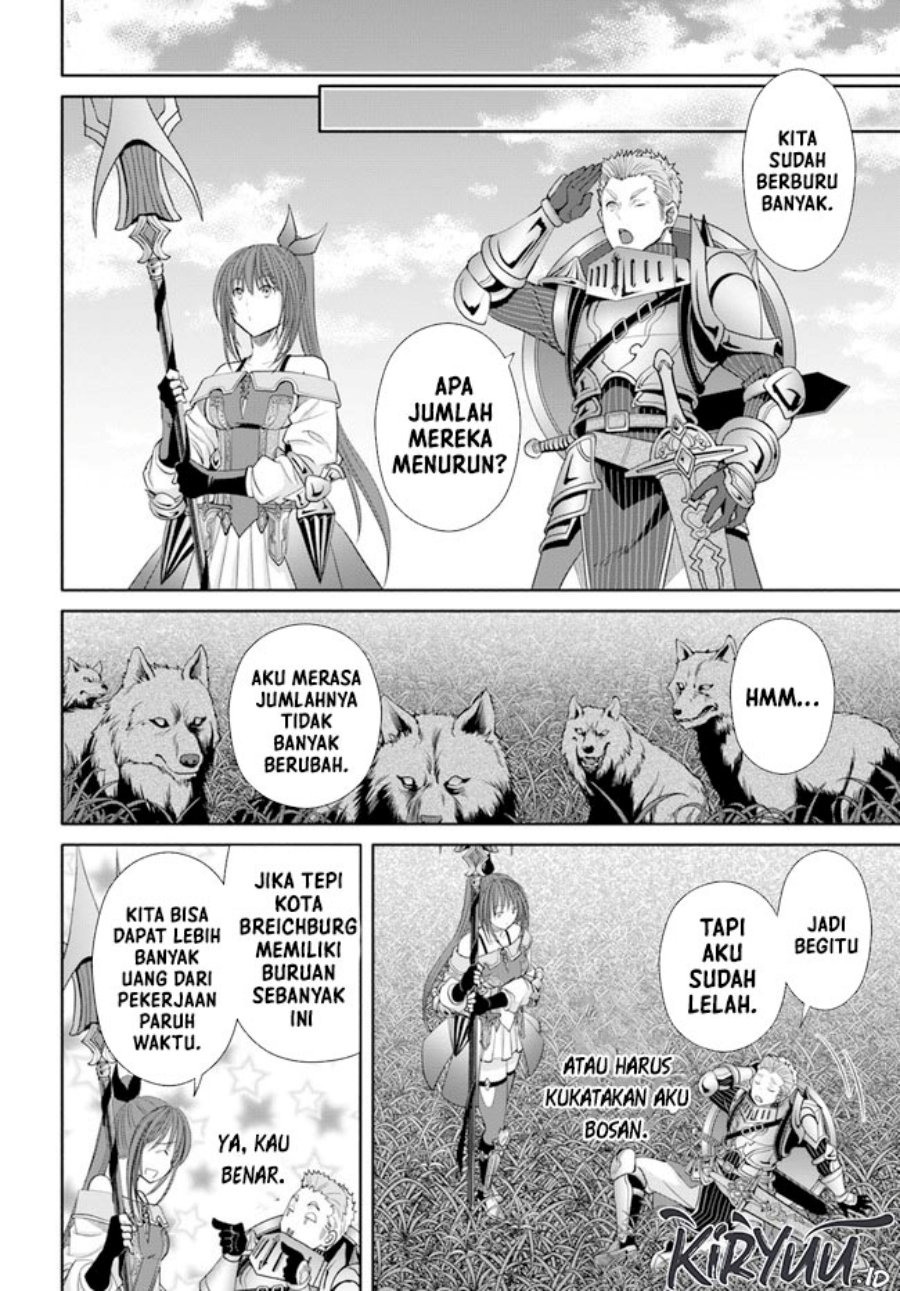 KITA
SUDAH
BERBURU
BANYAK.
APA
JUMLAH
MEREKA
MENURUN?
HMM...
AKU MERASA
JUMLAHNYA
TIDAK
BANYAK
BERUBAH.
JADI
BEGITU
TAPI
AKU
SUDAH
LELAH.
ATAU HARUS
KUKATAKAN AKU
BOSAN.
JIKA TEPI
KOTA
BREICHBURG
MEMILIKI
BURUAN
SEBANYAK
INI
KITA BISA
DAPAT LEBIH
BANYAK
UANG DARI
PEKERJAAN
PARUH
WAKTU.
YA, KAU
BENAR.
KIRYUU.ID